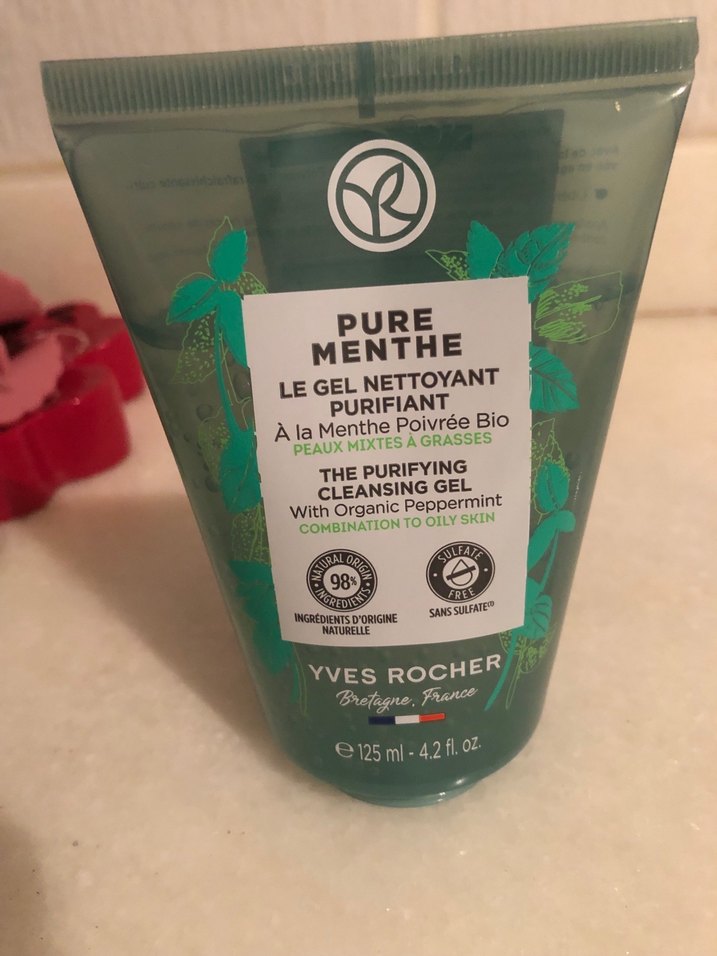 PURE
MENTHE
LE GEL NETTOYANT
PURIFIANT
À la Menthe Poivrée Bio
PEAUX MIXTES À GRASSES
THE PURIFYING
CLEANSING GEL
With Organic Peppermint
COMBINATION TO OILY SKIN
NATURAL ORIGIN
98%
INGREDIENTS
INGRÉDIENTS D'ORIGINE
NATURELLE
SULFATE
FREE
SANS SULFATE(1)
YVES ROCHER
Bretagne, France
℮ 125 ml - 4.2 fl. oz.